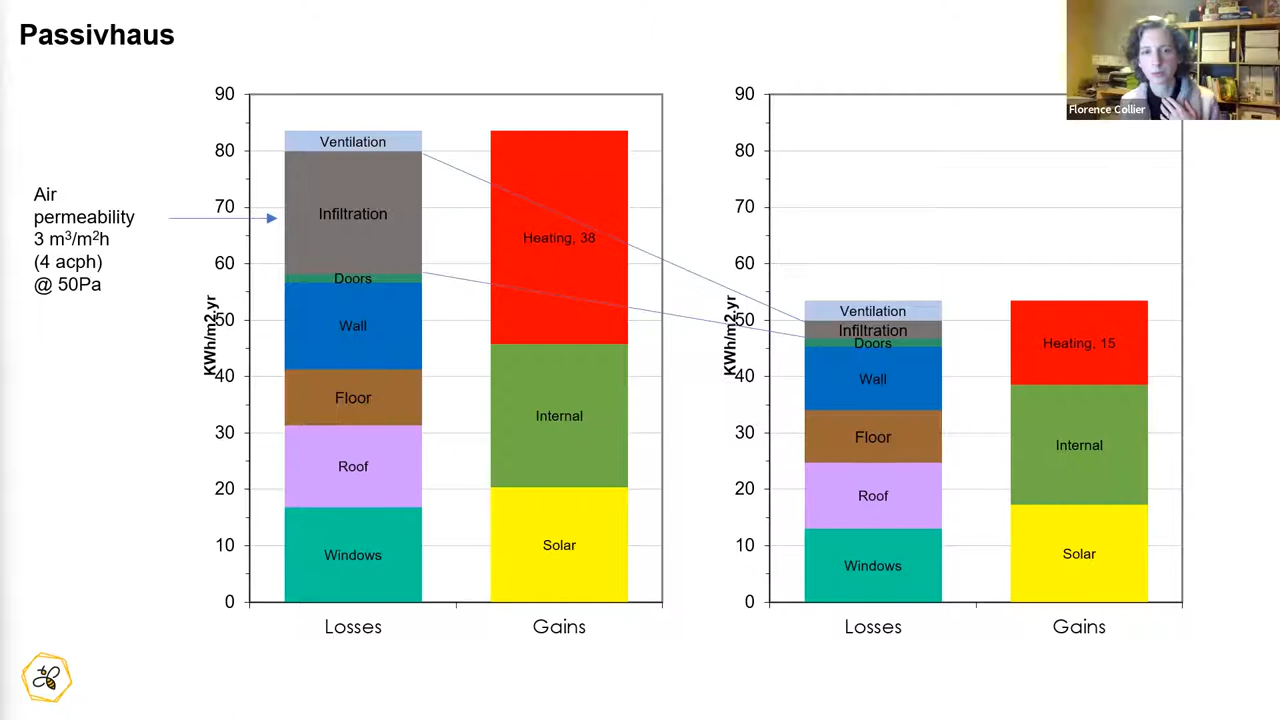 Passivhaus
Florence Collier
Air
permeability
3 m³/m²h
(4 acph)
@ 50Pa
KWh/m2.yr
90
80
70
60
50
40
30
20
10
0
Ventilation
Infiltration
Doors
Wall
Floor
Roof
Windows
Heating, 38
Internal
Solar
Losses
Gains
KWh/m2.yr
90
80
70
60
50
40
30
20
10
0
Ventilation
Infiltration
Doors
Wall
Floor
Roof
Windows
Heating, 15
Internal
Solar
Losses
Gains